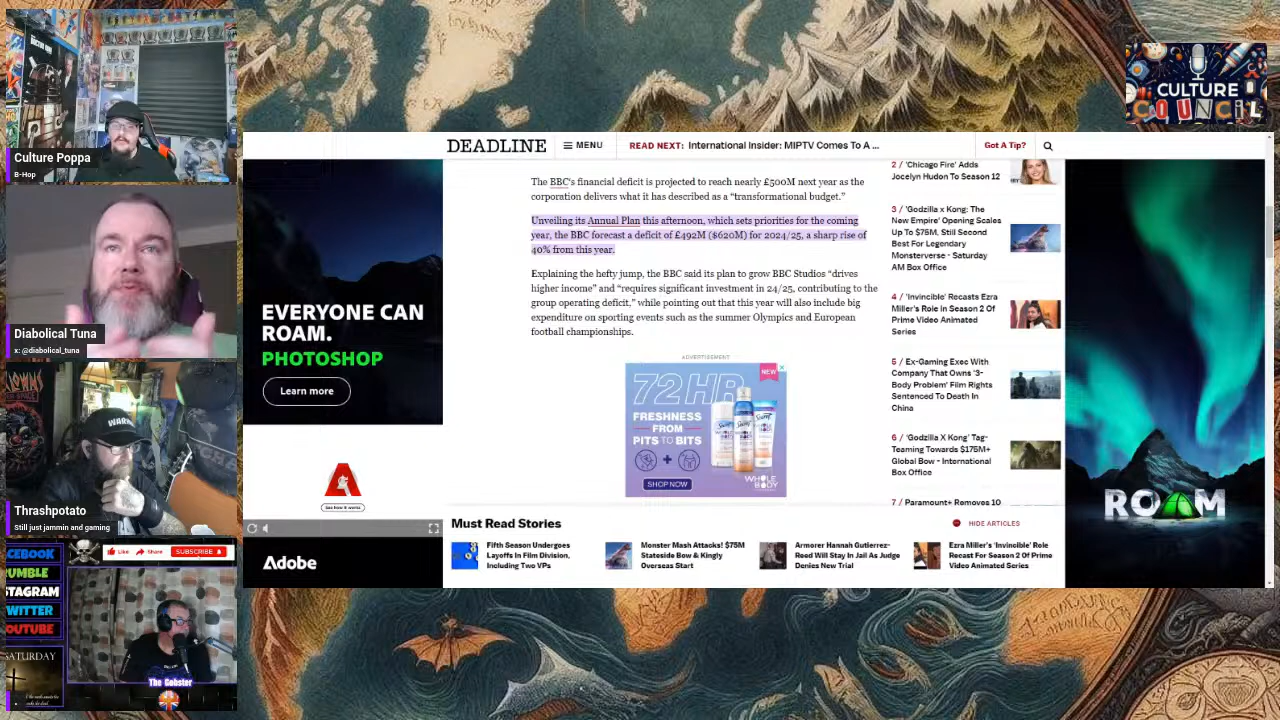 Culture Poppa
B-Hop
Diabolical Tuna
x: @diabolical_tuna
WARN
Thrashpotato
Still just jammin and gaming
CEBOOK
UMBLE
STAGRAM
WITTER
OUTUBE
Like
Share
SUBSCRIBE
SATURDAY
The Gobster
CULTURE
COUNCIL
DEADLINE
MENU
READ NEXT: International Insider: MIPTV Comes To A ...
Got A Tip?
EVERYONE CAN
ROAM.
PHOTOSHOP
Learn more
See how it works
Adobe
The BBC's financial deficit is projected to reach nearly £500M next year as the
corporation delivers what it has described as a “transformational budget.”
Unveiling its Annual Plan this afternoon, which sets priorities for the coming
year, the BBC forecast a deficit of £492M ($620M) for 2024/25, a sharp rise of
40% from this year.
Explaining the hefty jump, the BBC said its plan to grow BBC Studios “drives
higher income” and “requires significant investment in 24/25, contributing to the
group operating deficit,” while pointing out that this year will also include big
expenditure on sporting events such as the summer Olympics and European
football championships.
ADVERTISEMENT
72HR
NEW
FRESHNESS
FROM
PITS TO BITS
SHOP NOW
WHOLE
BODY
2 / 'Chicago Fire' Adds
Jocelyn Hudon To Season 12
3 / 'Godzilla x Kong: The
New Empire' Opening Scales
Up To $75M, Still Second
Best For Legendary
Monsterverse - Saturday
AM Box Office
4 / 'Invincible' Recasts Ezra
Miller's Role in Season 2 Of
Prime Video Animated
Series
5 / Ex-Gaming Exec With
Company That Owns '3-
Body Problem' Film Rights
Sentenced To Death In
China
6 / 'Godzilla X Kong' Tag-
Teaming Towards $175M+
Global Bow - International
Box Office
7 / Paramount+ Removes 10
Must Read Stories
HIDE ARTICLES
Fifth Season Undergoes
Layoffs In Film Division,
Including Two VPs
Monster Mash Attacks! $75M
Stateside Bow & Kingly
Overseas Start
Armorer Hannah Gutierrez-
Reed Will Stay In Jail As Judge
Denies New Trial
Ezra Miller's 'Invincible' Role
Recast For Season 2 Of Prime
Video Animated Series
ROAM